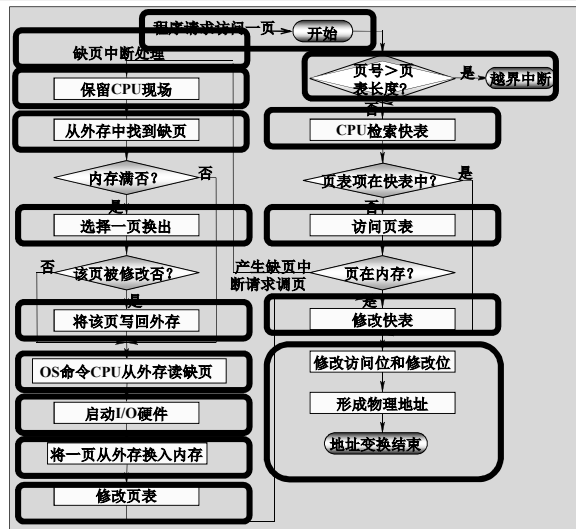 程序请求访问一页
开始
缺页中断处理
保留CPU现场
从外存中找到缺页
内存满否?
否
是
选择一页换出
该页被修改否?
否
是
将该页写回外存
OS命令CPU从外存读缺页
启动I/O硬件
将一页从外存换入内存
修改页表
页号＞页
表长度?
是
越界中断
否
CPU检索快表
页表项在快表中?
是
否
访问页表
产生缺页中
断请求调页
页在内存?
是
修改快表
修改访问位和修改位
形成物理地址
地址变换结束